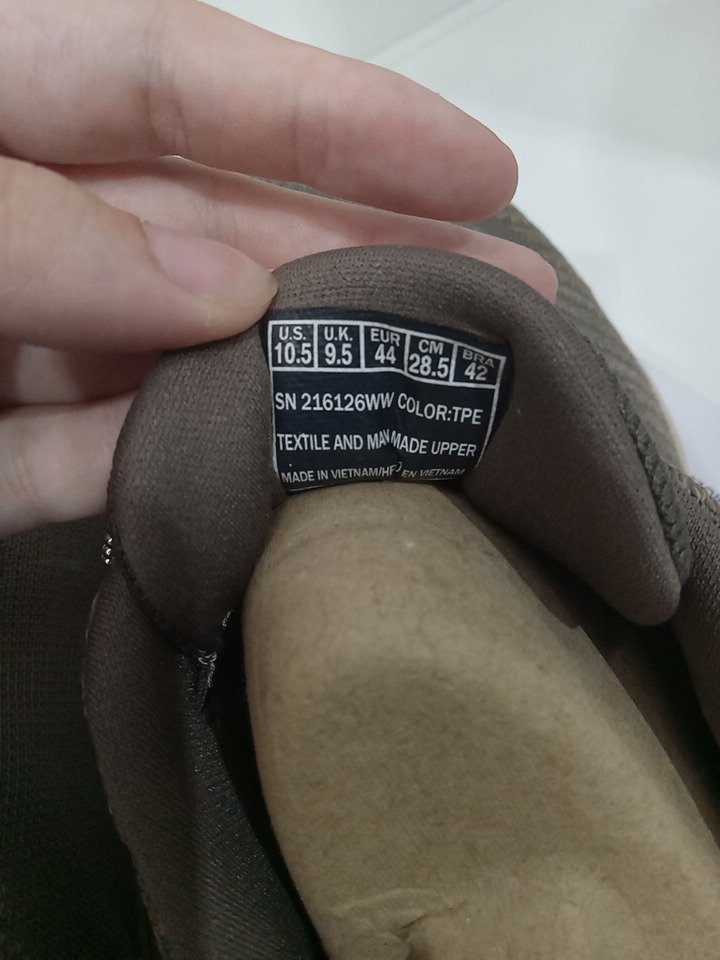 U.S. U.K. EUR CM BRA
10.5 9.5 44 28.5 42
SN 216126WW COLOR:TPE
TEXTILE AND MAN MADE UPPER
MADE IN VIETNAM/ EN VIETNAM